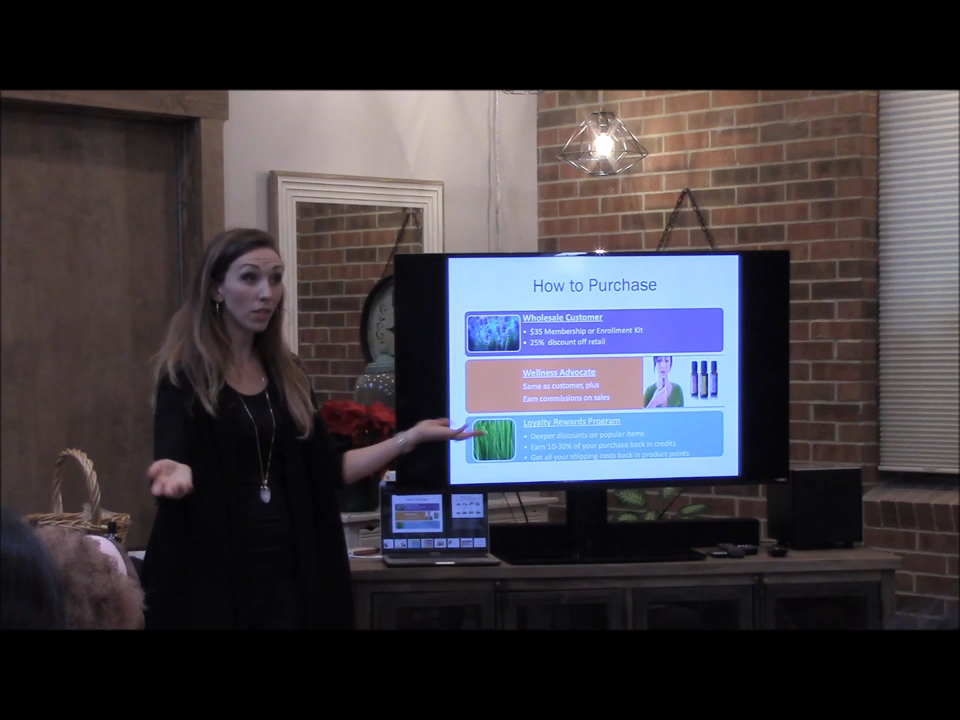 How to Purchase
Wholesale Customer
• $35 Membership or Enrollment Kit
• 25% discount off retail
Wellness Advocate
Same as customer, plus
Earn commissions on sales
Loyalty Rewards Program
• Deeper discounts on popular items
• Earn 10-30% of your purchase back in credits
• Get all your shipping costs back in product points